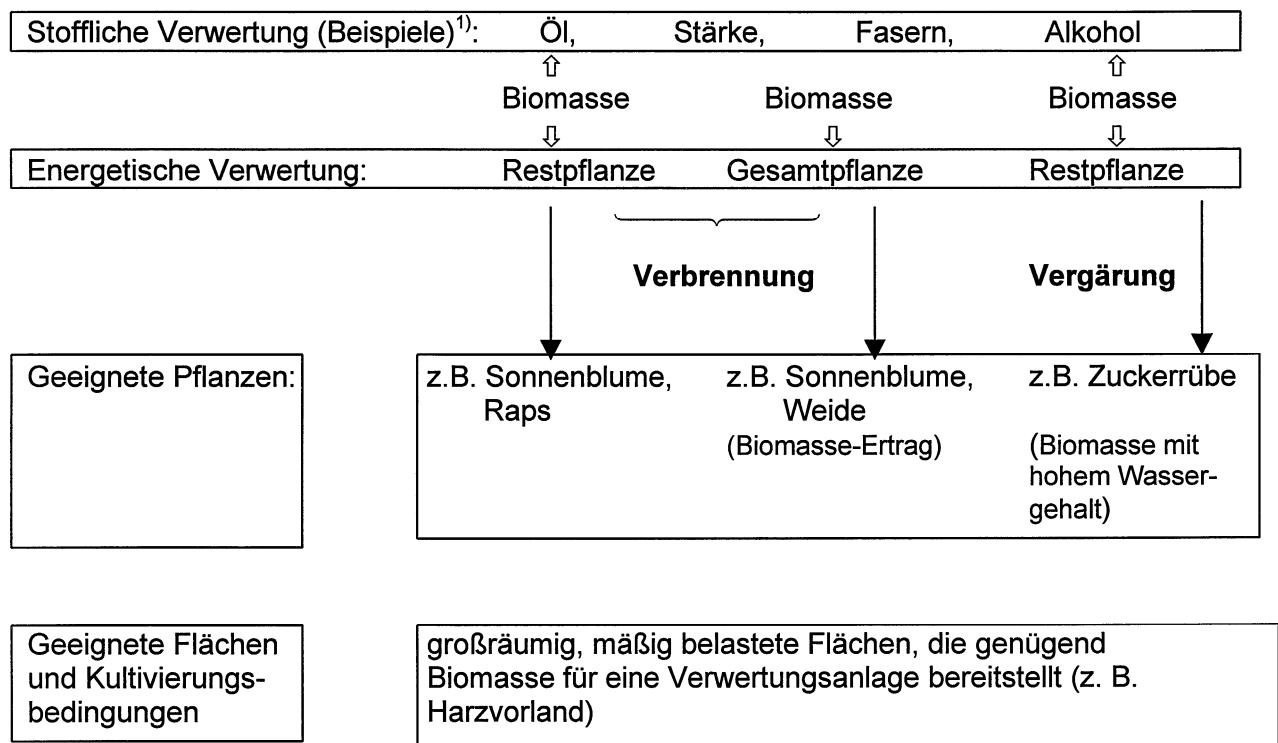 Stoffliche Verwertung (Beispiele)1): Öl, Stärke, Fasern, Alkohol
Biomasse Biomasse Biomasse
Energetische Verwertung: Restpflanze Gesamtpflanze Restpflanze
Verbrennung Vergärung
Geeignete Pflanzen:
z.B. Sonnenblume,
Raps
z.B. Sonnenblume,
Weide
(Biomasse-Ertrag)
z.B. Zuckerrübe
(Biomasse mit
hohem Wasser-
gehalt)
Geeignete Flächen
und Kultivierungs-
bedingungen
großräumig, mäßig belastete Flächen, die genügend
Biomasse für eine Verwertungsanlage bereitstellt (z. B.
Harzvorland)